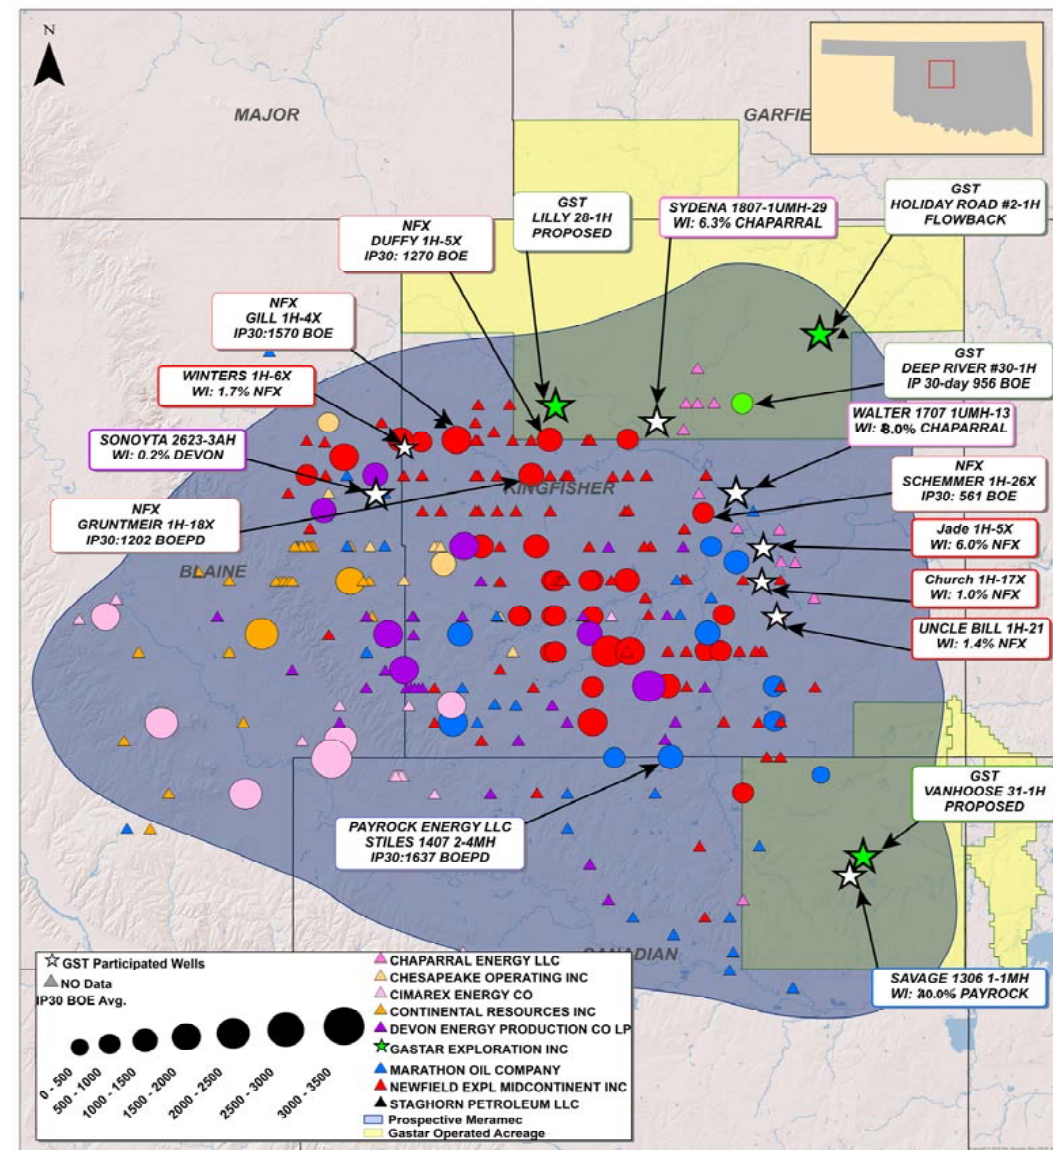 N
MAJOR
GARFIE
NFX
DUFFY 1H-5X
IP30: 1270 BOE
GST
LILLY 28-1H
PROPOSED
SYDENA 1807-1UMH-29
WI: 6.3% CHAPARRAL
GST
HOLIDAY ROAD #2-1H
FLOWBACK
NFX
GILL 1H-4X
IP30:1570 BOE
WINTERS 1H-6X
WI: 1.7% NFX
SONOYTA 2623-3AH
WI: 0.2% DEVON
NFX
GRUNTMEIR 1H-18X
IP30:1202 BOEPD
GST
DEEP RIVER #30-1H
IP 30-day 956 BOE
WALTER 1707 1UMH-13
WI: 8.0% CHAPARRAL
NFX
SCHEMMER 1H-26X
IP30: 561 BOE
KINGFISHER
Jade 1H-5X
WI: 6.0% NFX
BLAINE
Church 1H-17X
WI: 1.0% NFX
UNCLE BILL 1H-21
WI: 1.4% NFX
PAYROCK ENERGY LLC
STILES 1407 2-4MH
IP30:1637 BOEPD
GST
VANHOOSE 31-1H
PROPOSED
CANADIAN
SAVAGE 1306 1-1MH
WI: 0.0% PAYROCK
GST Participated Wells
NO Data
IP30 BOE Avg.
0 - 500
500 - 1000
1000 - 1500
1500 - 2000
2000 - 2500
2500 - 3000
3000 - 3500
CHAPARRAL ENERGY LLC
CHESAPEAKE OPERATING INC
CIMAREX ENERGY CO
CONTINENTAL RESOURCES INC
DEVON ENERGY PRODUCTION CO LP
GASTAR EXPLORATION INC
MARATHON OIL COMPANY
NEWFIELD EXPL MIDCONTINENT INC
STAGHORN PETROLEUM LLC
Prospective Meramec
Gastar Operated Acreage